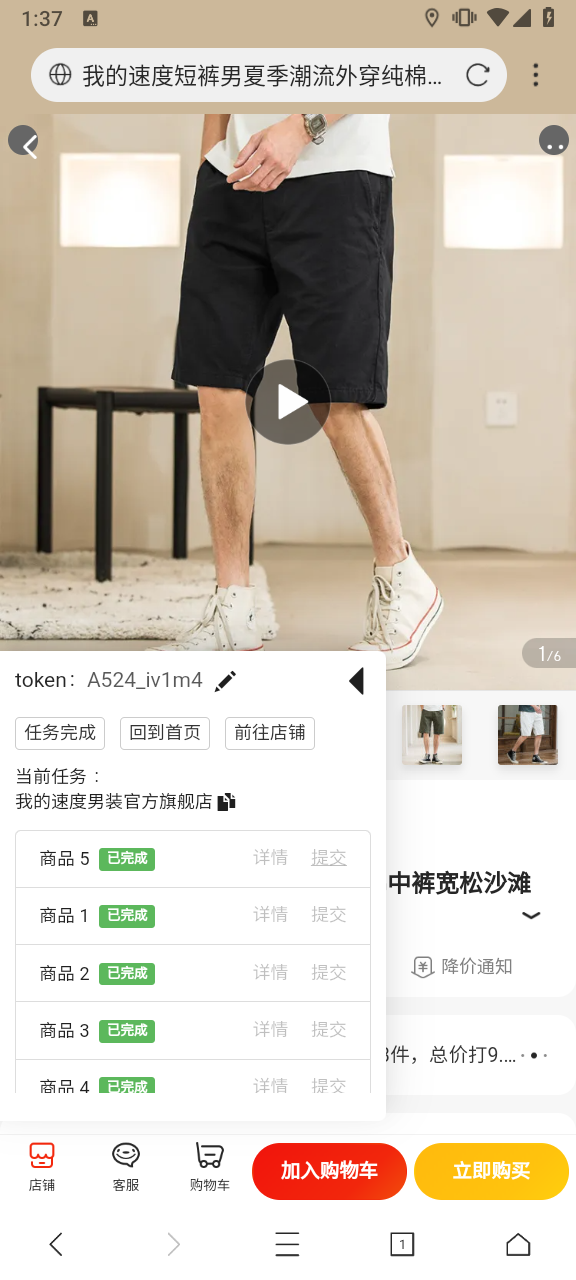 1:37
A
我的速度短裤男夏季潮流外穿纯棉...
1/6
token： A524_iv1m4
任务完成 回到首页 前往店铺
当前任务：
我的速度男装官方旗舰店
商品 5 已完成 详情 提交
商品 1 已完成 详情 提交
商品 2 已完成 详情 提交
商品 3 已完成 详情 提交
商品 4 已完成 详情 提交
中裤宽松沙滩
降价通知
3件，总价打9....
店铺 客服 购物车 加入购物车 立即购买
1